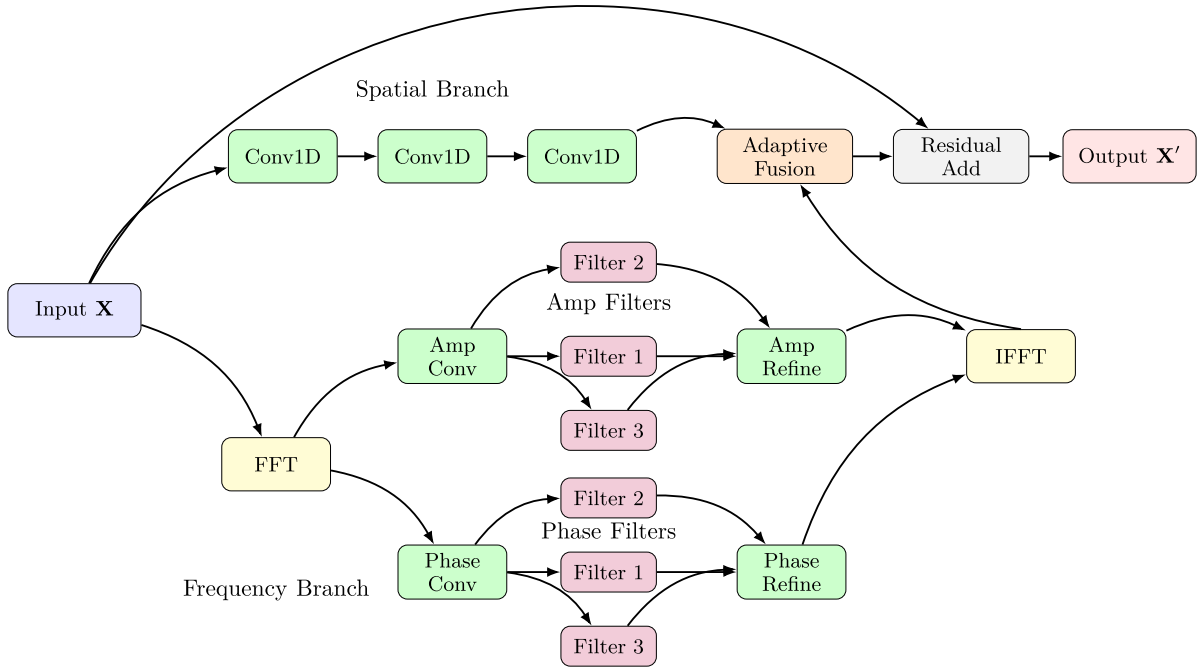 Spatial Branch
Conv1D
Conv1D
Conv1D
Adaptive
Fusion
Residual
Add
Output X′
Input X
Filter 2
Amp Filters
Amp
Conv
Filter 1
Amp
Refine
IFFT
Filter 3
FFT
Filter 2
Phase Filters
Phase
Conv
Filter 1
Phase
Refine
Frequency Branch
Filter 3